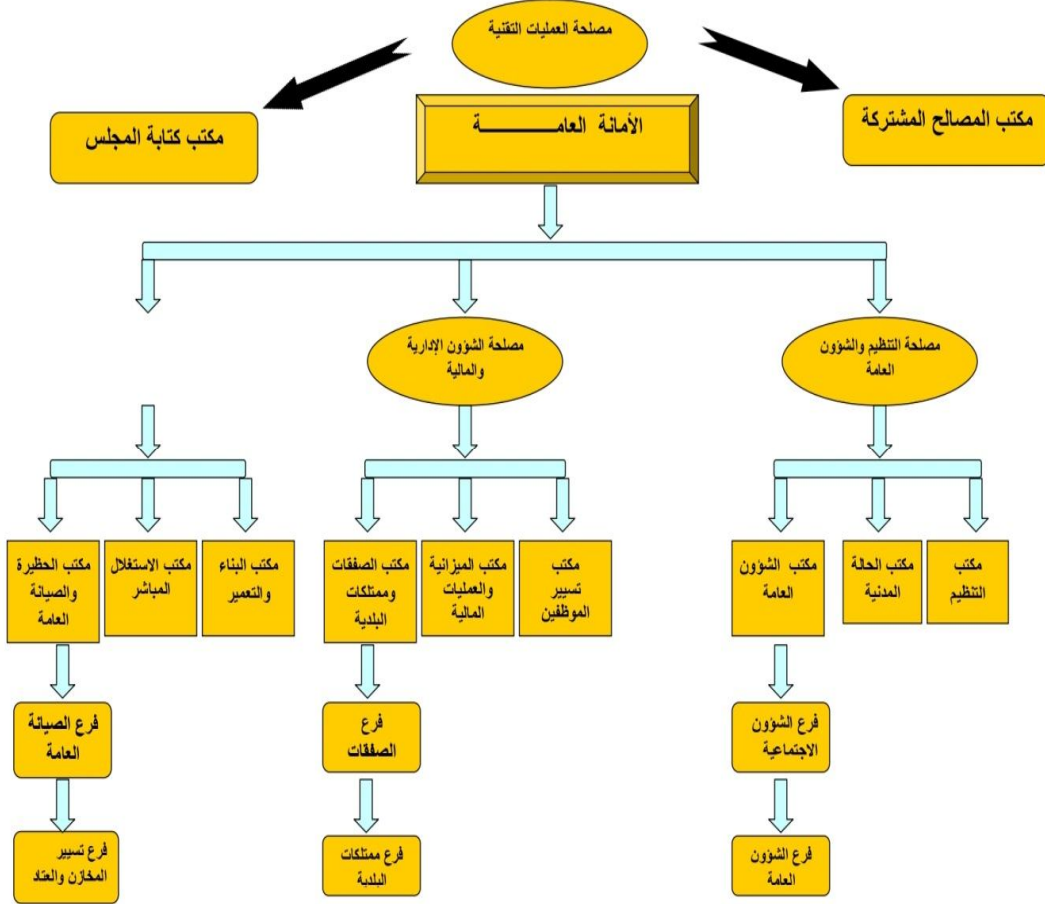 مصلحة العمليات التقنية
مكتب المصالح المشتركة
الأمانة العامـــــــــــة
مكتب كتابة المجلس
مصلحة التنظيم والشؤون
العامة
مصلحة الشؤون الإدارية
والمالية
مكتب
التنظيم
مكتب الحالة
المدنية
مكتب الشؤون
العامة
مكتب
تسيير
الموظفين
مكتب الميزانية
والعمليات
المالية
مكتب الصفقات
وممتلكات
البلدية
مكتب البناء
والتعمير
مكتب الاستغلال
المباشر
مكتب الحظيرة
والصيانة
العامة
فرع الشؤون
الاجتماعية
فرع
الصفقات
فرع الصيانة
العامة
فرع الشؤون
العامة
فرع ممتلكات
البلدية
فرع تسيير
المخازن والعتاد